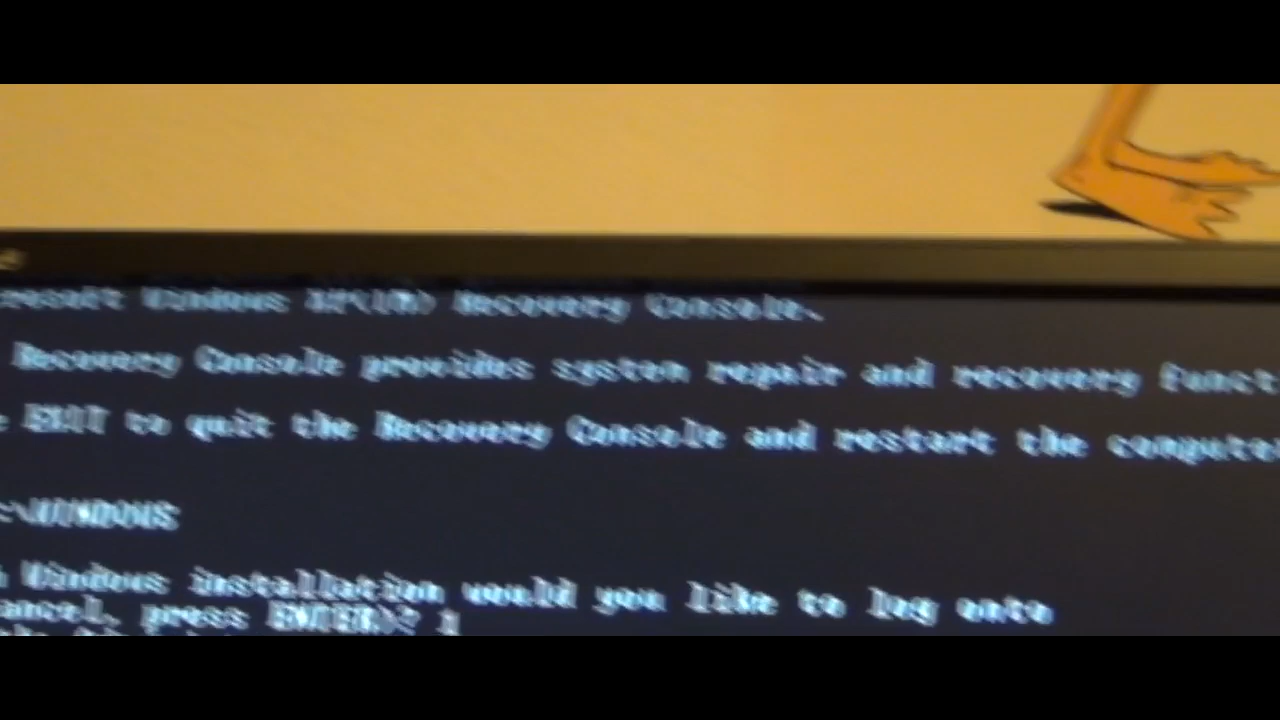 Windows XP(TM) Recovery Console.
Recovery Console provides system repair and recovery funct
EXIT to quit the Recovery Console and restart the compute
:\WINDOWS
Windows installation would you like to log onto
ancel, press ENTER)? 1